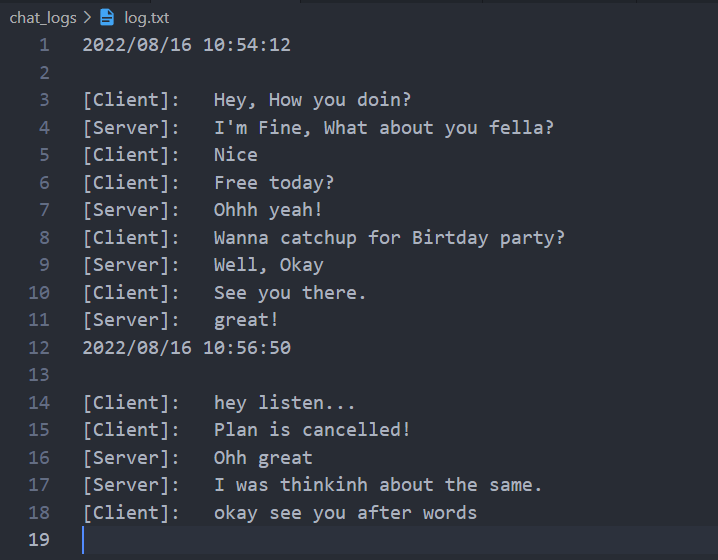 chat_logs > log.txt
1 2022/08/16 10:54:12
2
3 [Client]: Hey, How you doin?
4 [Server]: I'm Fine, What about you fella?
5 [Client]: Nice
6 [Client]: Free today?
7 [Server]: Ohhh yeah!
8 [Client]: Wanna catchup for Birtday party?
9 [Server]: Well, Okay
10 [Client]: See you there.
11 [Server]: great!
12 2022/08/16 10:56:50
13
14 [Client]: hey listen...
15 [Client]: Plan is cancelled!
16 [Server]: Ohh great
17 [Server]: I was thinkinh about the same.
18 [Client]: okay see you after words
19